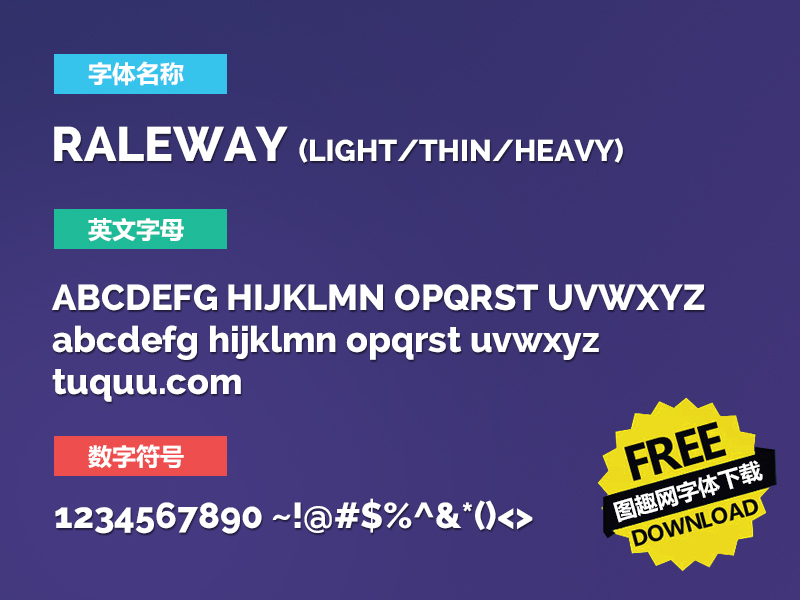 字体名称
RALEWAY (LIGHT/THIN/HEAVY)
英文字母
ABCDEFG HIJKLMN OPQRST UVWXYZ
abcdefg hijklmn opqrst uvwxyz
tuquu.com
数字符号
1234567890 ~!@#$%^&*()<>
FREE
图趣网字体下载
DOWNLOAD